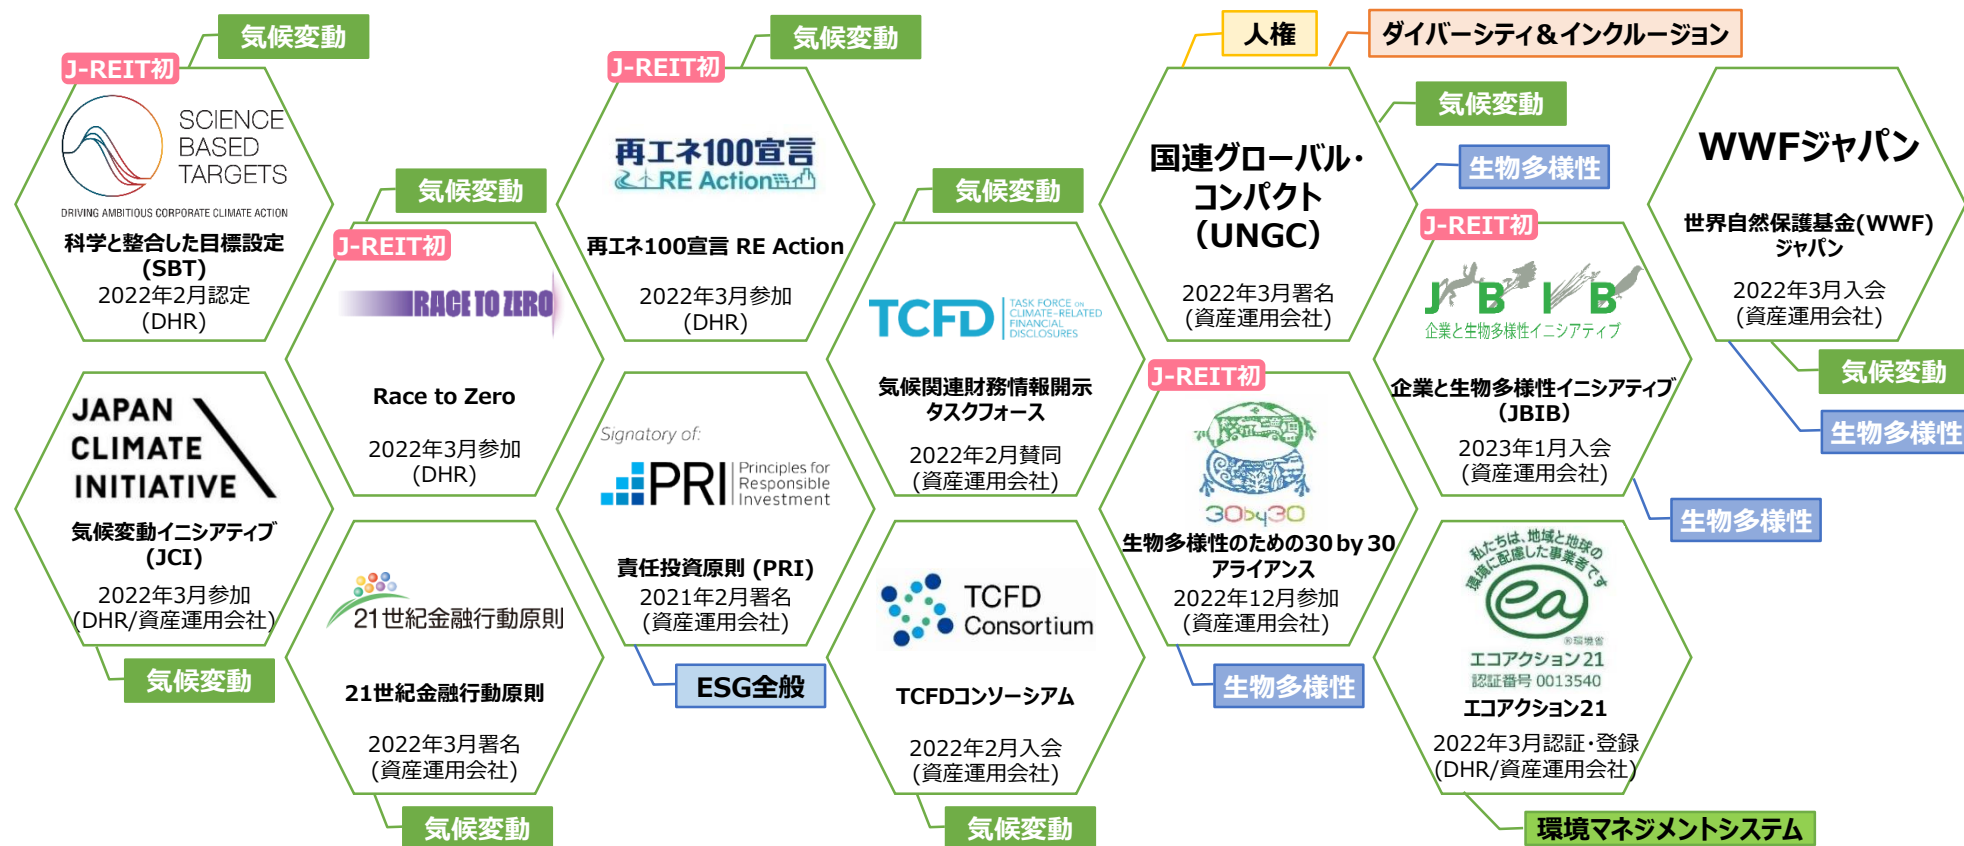 気候変動
J-REIT初
SCIENCE
BASED
TARGETS
DRIVING AMBITIOUS CORPORATE CLIMATE ACTION
科学と整合した目標設定
(SBT)
2022年2月認定
(DHR)
JAPAN
CLIMATE
INITIATIVE
気候変動イニシアティブ
(JCI)
2022年3月参加
(DHR/資産運用会社)
気候変動
気候変動
J-REIT初
RACE TO ZERO
Race to Zero
2022年3月参加
(DHR)
21世紀金融行動原則
21世紀金融行動原則
2022年3月署名
(資産運用会社)
気候変動
気候変動
J-REIT初
再エネ100宣言
RE Action
再エネ100宣言 RE Action
2022年3月参加
(DHR)
Signatory of:
PRI
Principles for
Responsible
Investment
責任投資原則 (PRI)
2021年2月署名
(資産運用会社)
ESG全般
気候変動
TCFD
TASK FORCE ON
CLIMATE-RELATED
FINANCIAL
DISCLOSURES
気候関連財務情報開示
タスクフォース
2022年2月賛同
(資産運用会社)
TCFD
Consortium
TCFDコンソーシアム
2022年2月入会
(資産運用会社)
気候変動
人権
ダイバーシティ&インクルージョン
気候変動
生物多様性
国連グローバル・
コンパクト
（UNGC）
2022年3月署名
(資産運用会社)
J-REIT初
30by30
生物多様性のための30 by 30
アライアンス
2022年12月参加
(資産運用会社)
生物多様性
J-REIT初
JBIB
企業と生物多様性イニシアティブ
企業と生物多様性イニシアティブ
（JBIB）
2023年1月入会
(資産運用会社)
生物多様性
私たちは、地域と地球の
環境に配慮した事業者です
ea
®環境省
エコアクション21
認証番号 0013540
エコアクション21
2022年3月認証・登録
(DHR/資産運用会社)
環境マネジメントシステム
WWFジャパン
世界自然保護基金(WWF)
ジャパン
2022年3月入会
(資産運用会社)
気候変動
生物多様性